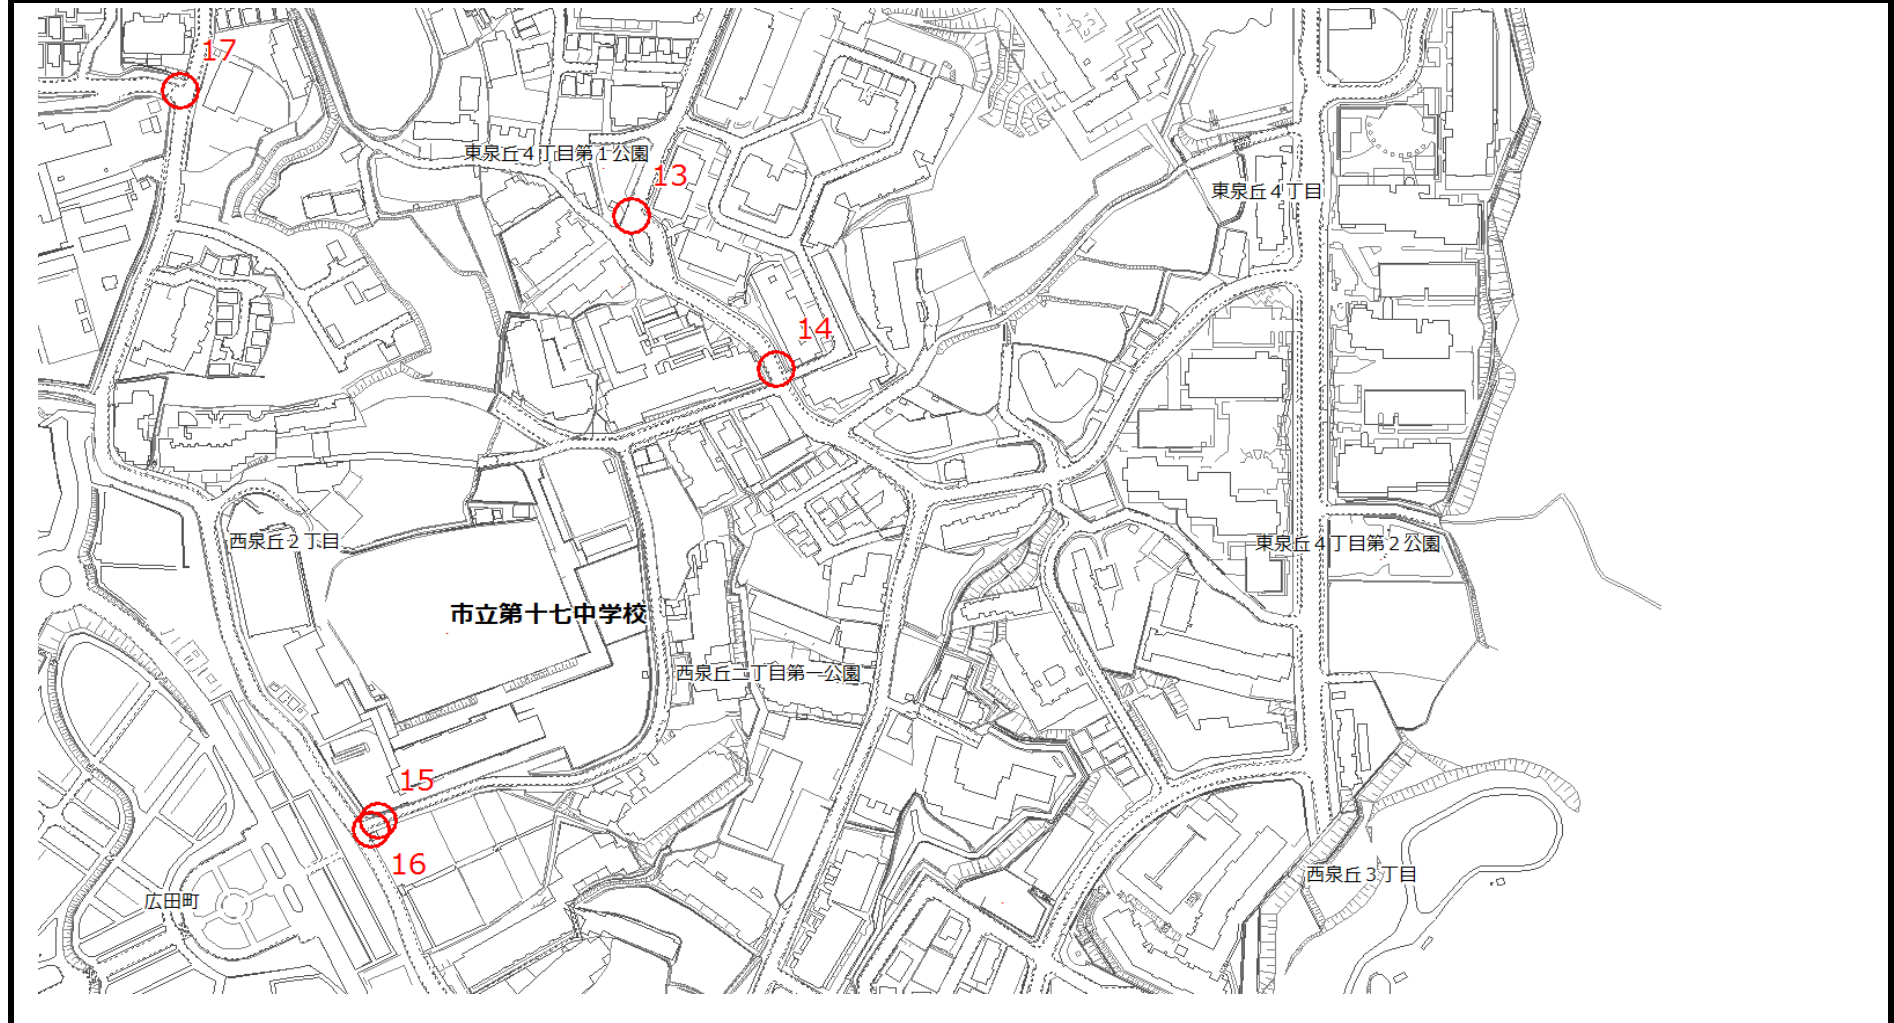 17
東泉丘４丁目第１公園
13
東泉丘４丁目
14
西泉丘２丁目
東泉丘４丁目第２公園
市立第十七中学校
西泉丘二丁目第一公園
15
16
西泉丘３丁目
広田町